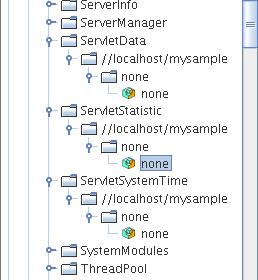 ServerInfo
ServerManager
ServletData
//localhost/mysample
none
none
ServletStatistic
//localhost/mysample
none
none
ServletSystemTime
//localhost/mysample
none
none
SystemModules
ThreadPool